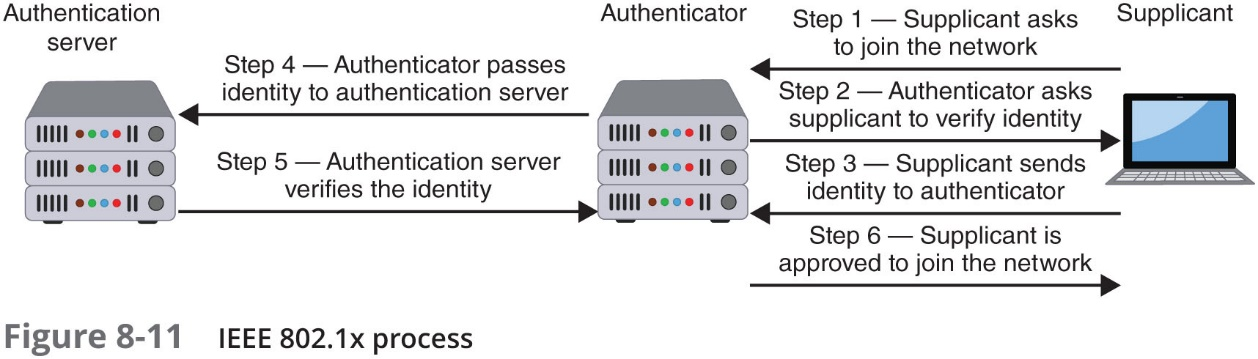 Authentication
server
Authenticator
Supplicant
Step 1 — Supplicant asks
to join the network
Step 2 — Authenticator asks
supplicant to verify identity
Step 3 — Supplicant sends
identity to authenticator
Step 4 — Authenticator passes
identity to authentication server
Step 5 — Authentication server
verifies the identity
Step 6 — Supplicant is
approved to join the network
Figure 8-11 IEEE 802.1x process